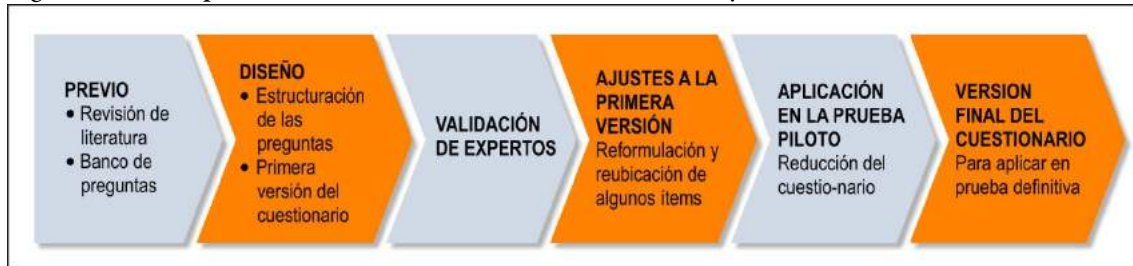 PREVIO
• Revisión de
literatura
• Banco de
preguntas
DISEÑO
• Estructuración
de las
preguntas
• Primera
versión del
cuestionario
VALIDACIÓN
DE EXPERTOS
AJUSTES A LA
PRIMERA
VERSIÓN
Reformulación y
reubicación de
algunos items
APLICACIÓN
EN LA PRUEBA
PILOTO
Reducción del
cuestio-nario
VERSION
FINAL DEL
CUESTIONARIO
Para aplicar en
prueba definitiva